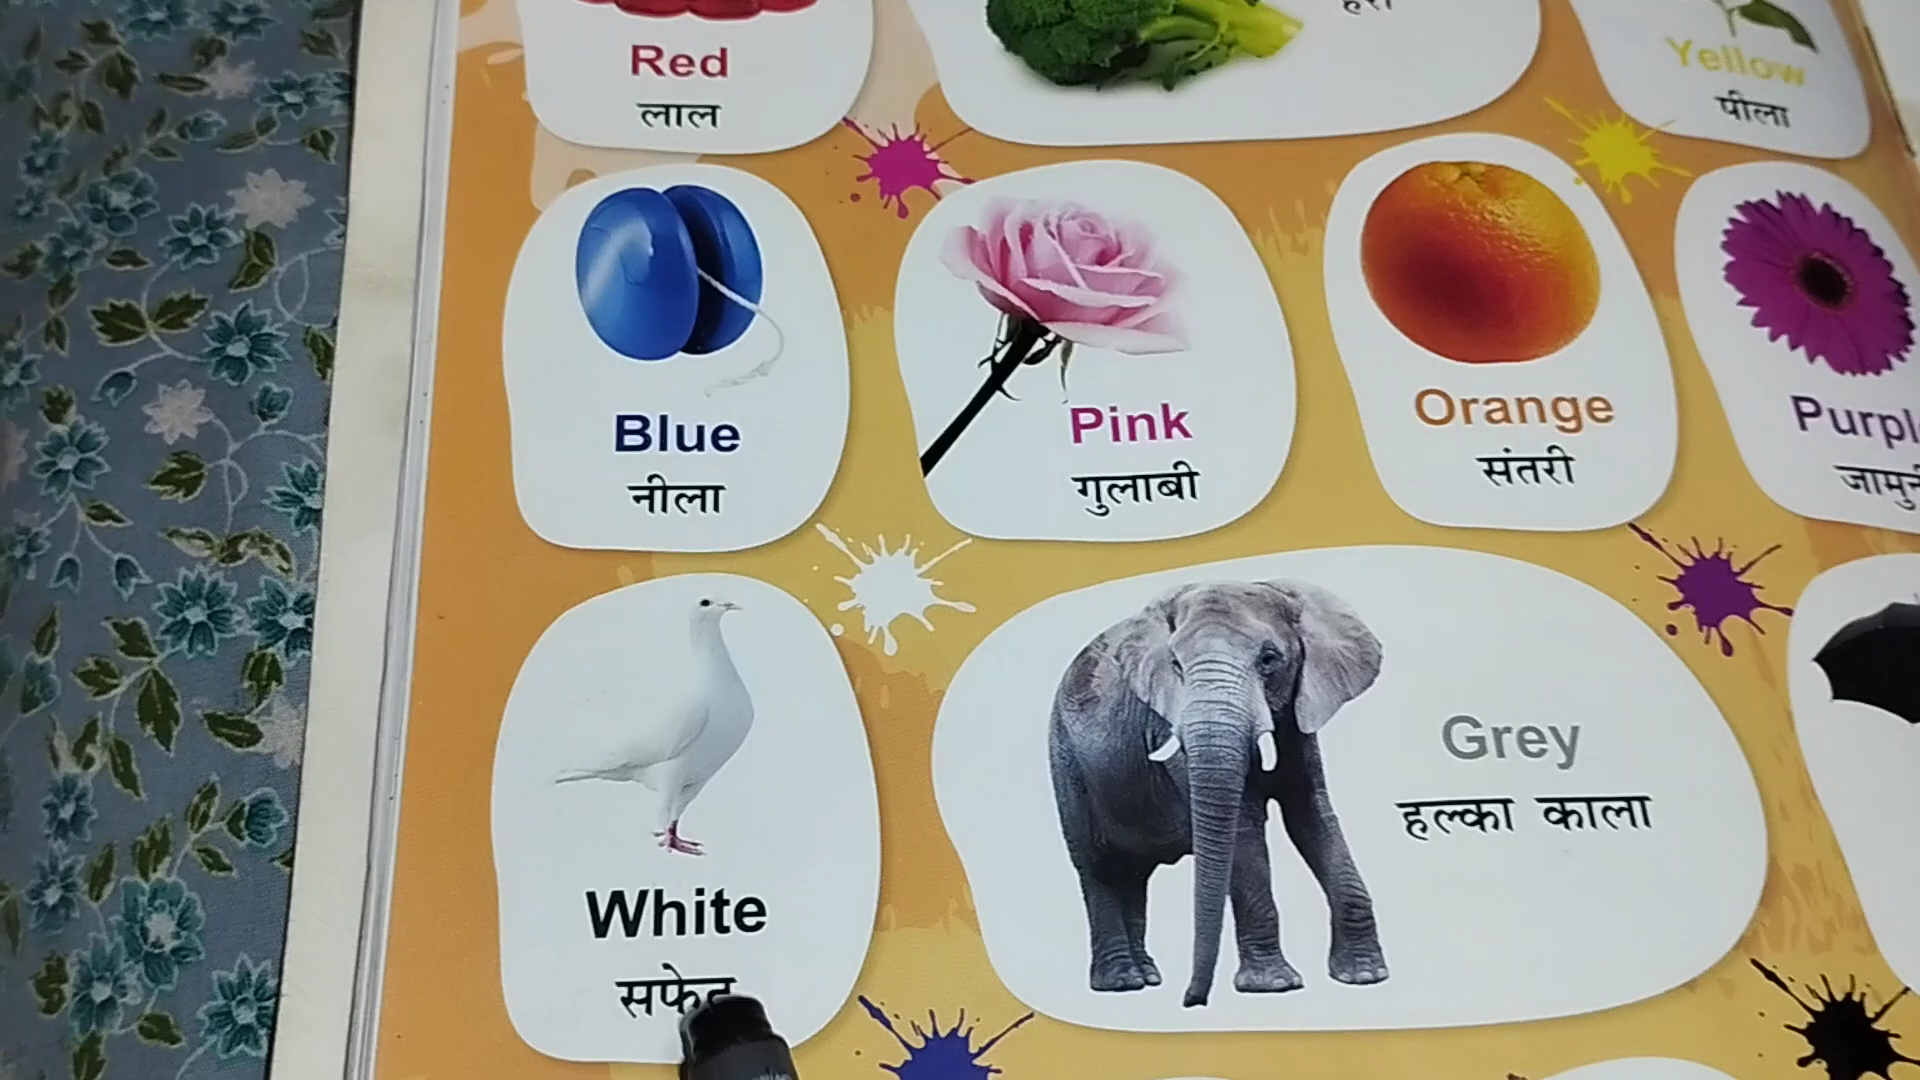 Red
लाल
Yellow
पीला
Blue
नीला
Pink
गुलाबी
Orange
संतरी
White
Grey
हल्का काला